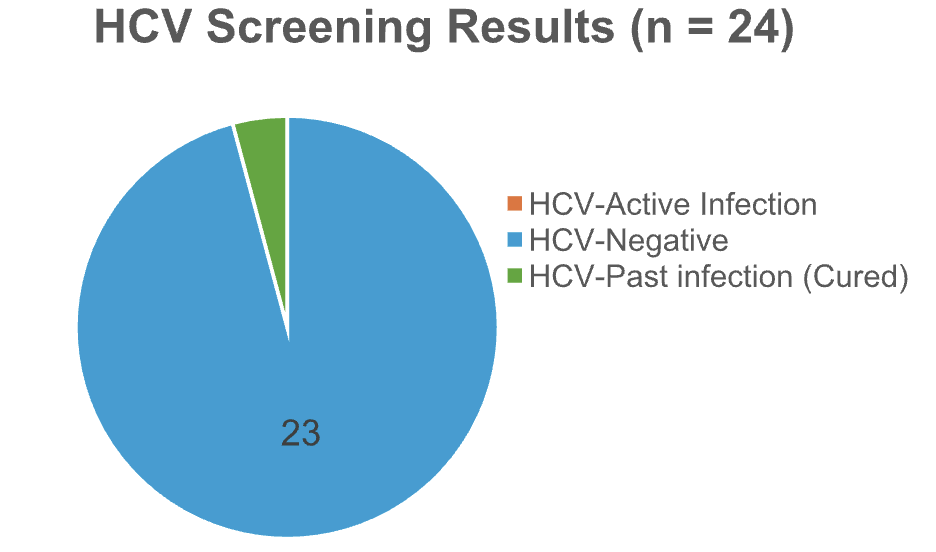 HCV Screening Results (n = 24)
HCV-Active Infection
HCV-Negative
HCV-Past infection (Cured)
23